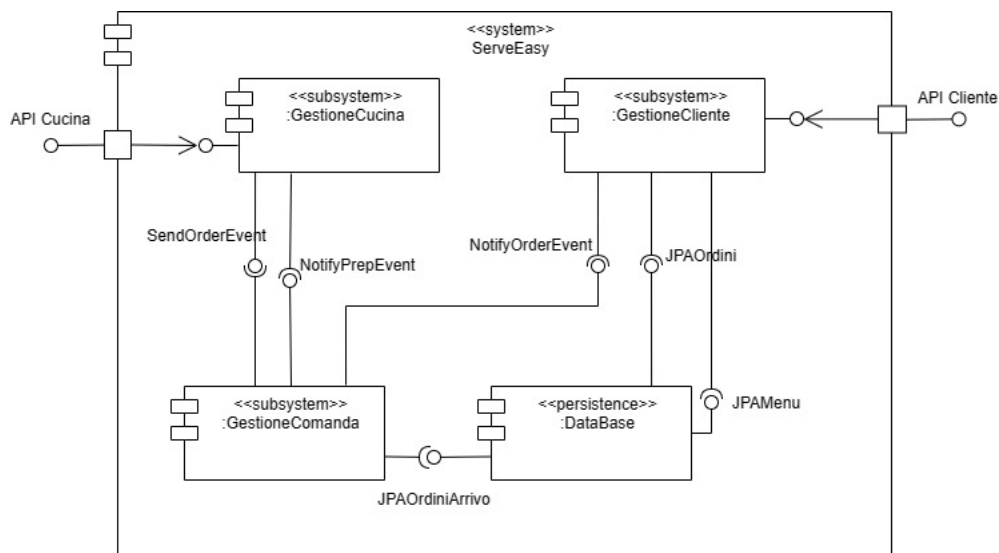 <<system>>
ServeEasy
<<subsystem>>
:GestioneCucina
<<subsystem>>
:GestioneCliente
API Cucina
API Cliente
SendOrderEvent
NotifyPrepEvent
NotifyOrderEvent
JPAOrdini
<<subsystem>>
:GestioneComanda
<<persistence>>
:DataBase
JPAMenu
JPAOrdiniArrivo